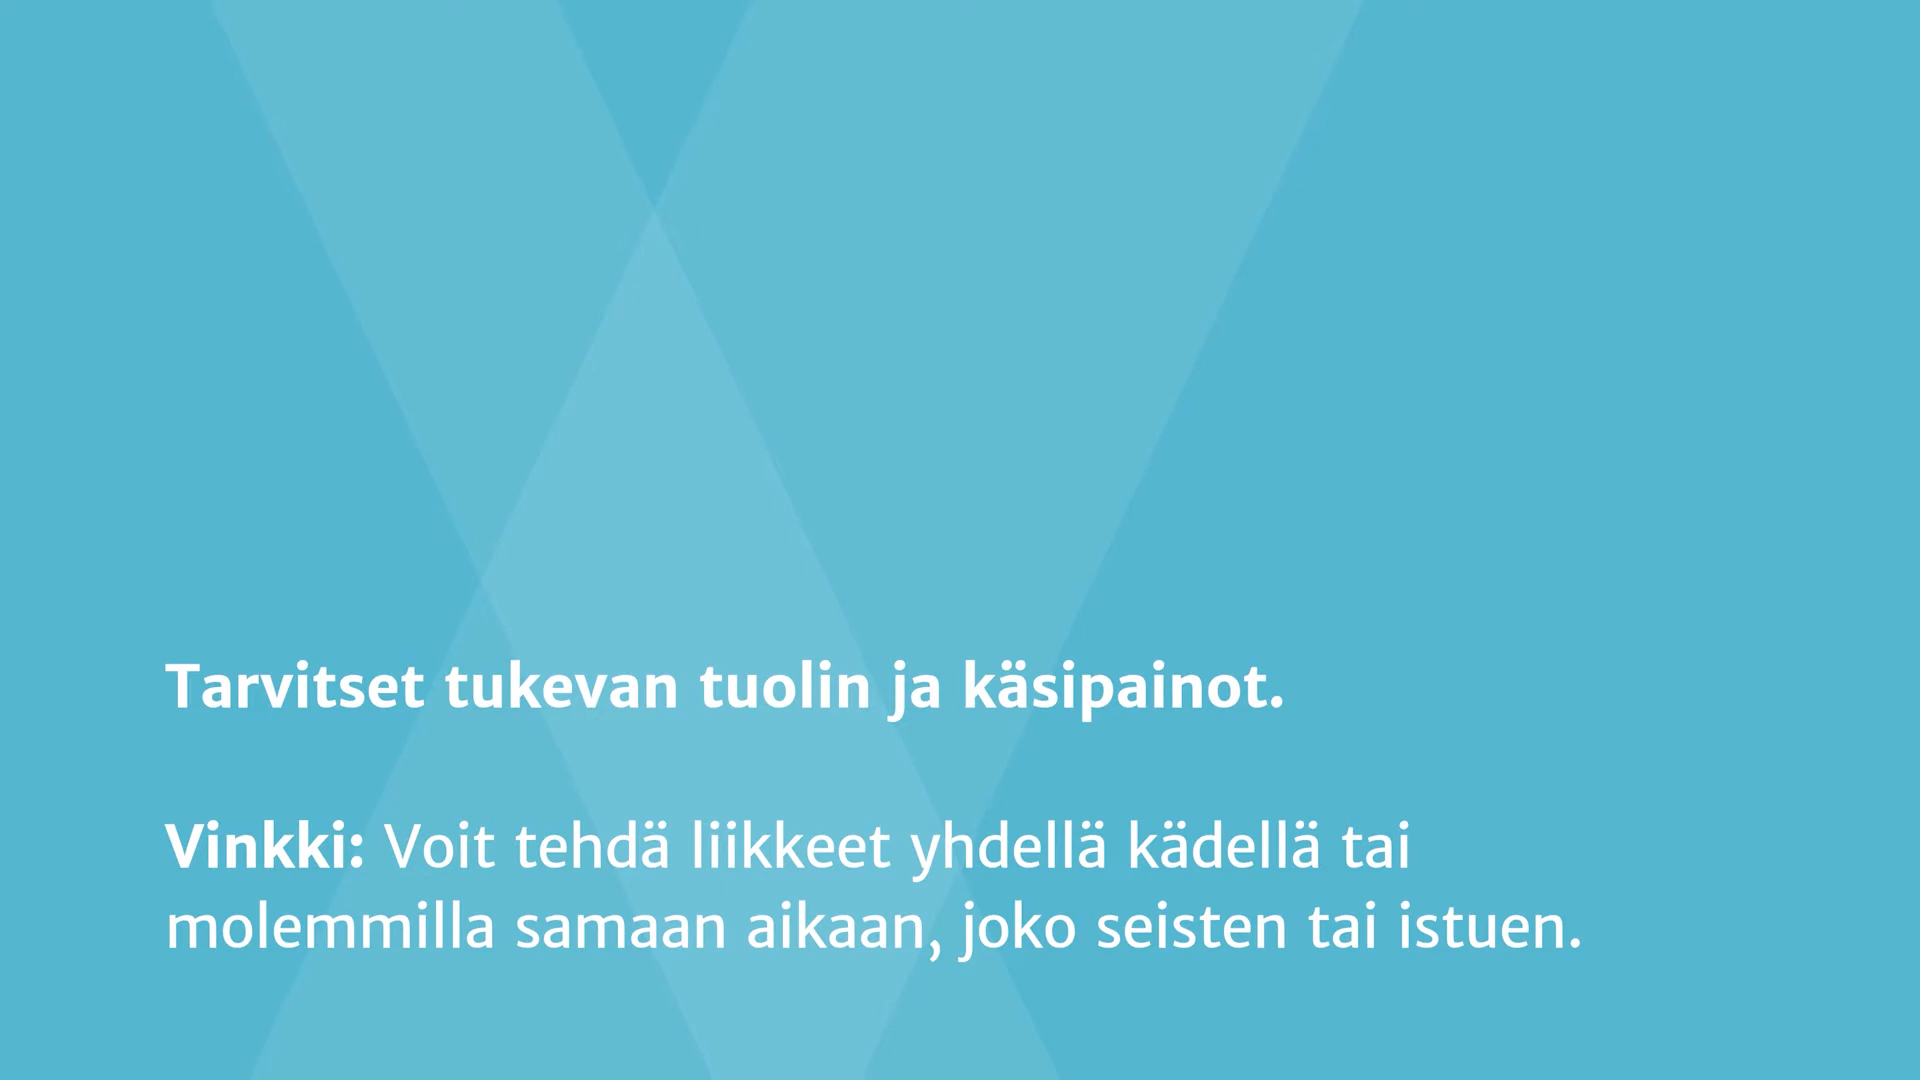 Tarvitset tukevan tuolin ja käsipainot.
Vinkki: Voit tehdä liikkeet yhdellä kädellä tai
molemmilla samaan aikaan, joko seisten tai istuen.